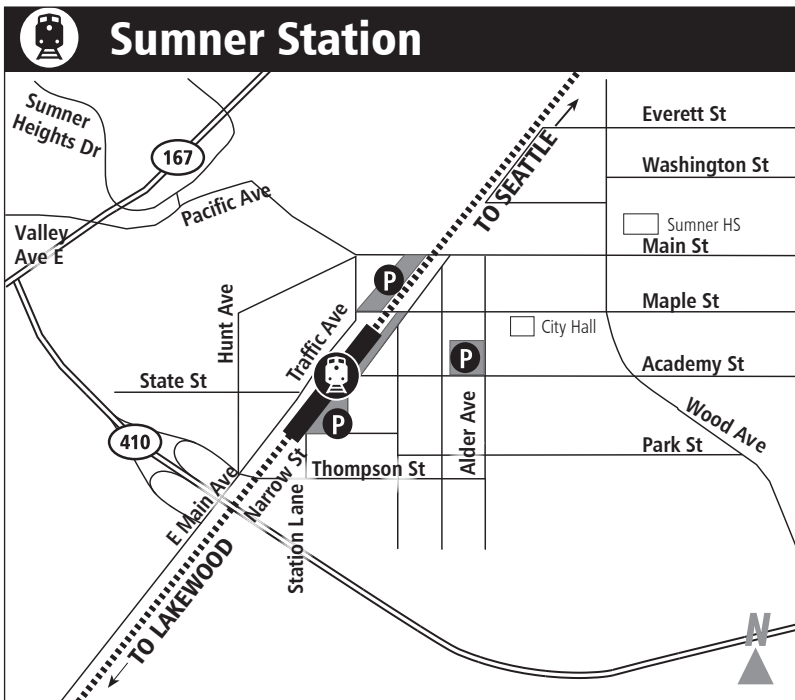 Sumner Station
Sumner
Heights Dr
167
Everett St
Washington St
TO SEATTLE
Pacific Ave
Valley
Ave E
Sumner HS
Main St
P
Hunt Ave
Traffic Ave
Maple St
City Hall
P
Academy St
State St
Alder Ave
Wood Ave
P
410
Park St
Thompson St
E Main Ave
Narrow St
Station Lane
TO LAKEWOOD
N